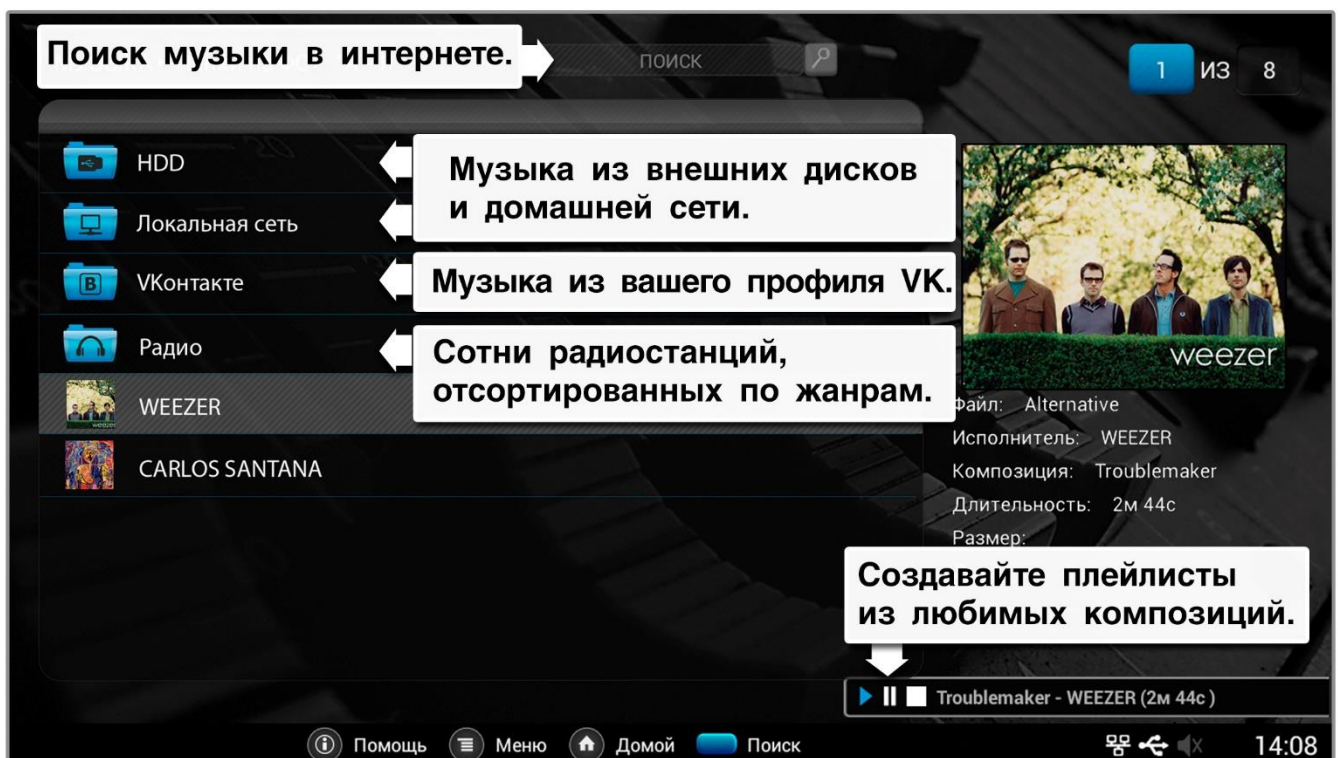 Поиск музыки в интернете.
ПОИСК
1 ИЗ 8
HDD
Музыка из внешних дисков
и домашней сети.
Локальная сеть
VКонтакте
Музыка из вашего профиля VK.
Радио
Сотни радиостанций,
отсортированных по жанрам.
weezer
WEEZER
CARLOS SANTANA
Файл: Alternative
Исполнитель: WEEZER
Композиция: Troublemaker
Длительность: 2м 44с
Размер:
Создавайте плейлисты
из любимых композиций.
Troublemaker - WEEZER (2м 44с )
Помощь Меню Домой Поиск 14:08